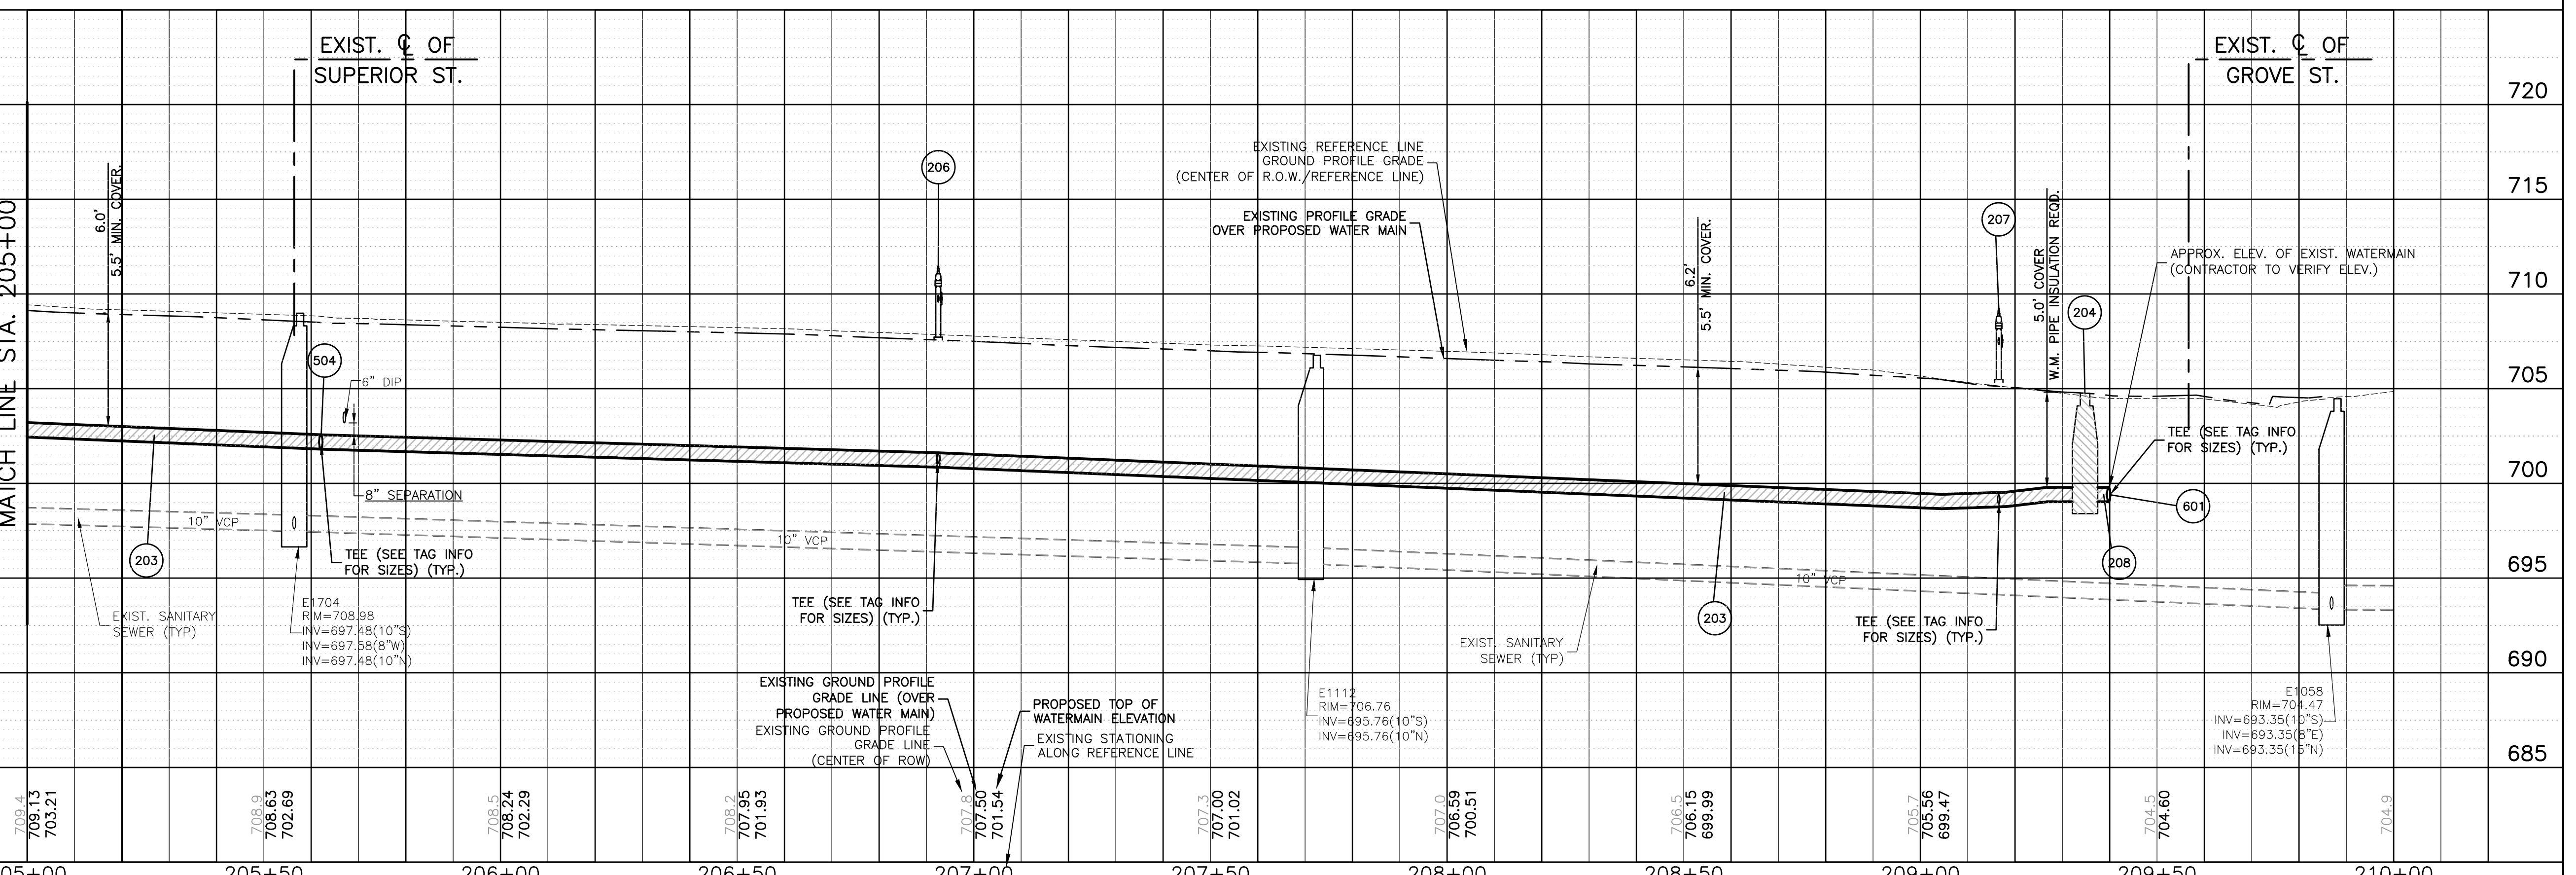 EXIST. ℄ OF
SUPERIOR ST.
EXIST. ℄ OF
GROVE ST.
720
715
710
705
700
695
690
685
MATCH LINE STA. 205+00
6.0'
5.5' MIN. COVER.
206
EXISTING REFERENCE LINE
GROUND PROFILE GRADE
(CENTER OF R.O.W./REFERENCE LINE)
EXISTING PROFILE GRADE
OVER PROPOSED WATER MAIN
6.2'
5.5' MIN. COVER.
207
5.0' COVER
W.M. PIPE INSULATION REQD.
APPROX. ELEV. OF EXIST. WATERMAIN
(CONTRACTOR TO VERIFY ELEV.)
204
504
6" DIP
8" SEPARATION
TEE (SEE TAG INFO
FOR SIZES) (TYP.)
601
208
10" VCP
203
TEE (SEE TAG INFO
FOR SIZES) (TYP.)
10" VCP
10" VCP
EXIST. SANITARY
SEWER (TYP)
E1704
RIM=708.98
INV=697.48(10"S)
INV=697.58(8"W)
INV=697.48(10"N)
TEE (SEE TAG INFO
FOR SIZES) (TYP.)
203
EXIST. SANITARY
SEWER (TYP)
TEE (SEE TAG INFO
FOR SIZES) (TYP.)
EXISTING GROUND PROFILE
GRADE LINE (OVER
PROPOSED WATER MAIN)
EXISTING GROUND PROFILE
GRADE LINE
(CENTER OF ROW)
PROPOSED TOP OF
WATERMAIN ELEVATION
EXISTING STATIONING
ALONG REFERENCE LINE
E1112
RIM=706.76
INV=695.76(10"S)
INV=695.76(10"N)
E1058
RIM=704.47
INV=693.35(10"S)
INV=693.35(8"E)
INV=693.35(15"N)
709.4
709.13
703.21
708.9
708.63
702.69
708.5
708.24
702.29
708.2
707.95
701.93
707.8
707.50
701.54
707.3
707.00
701.02
707.0
706.59
700.51
706.5
706.15
699.99
705.7
705.56
699.47
704.5
704.60
704.9
05+00
205+50
206+00
206+50
207+00
207+50
208+00
208+50
209+00
209+50
210+00